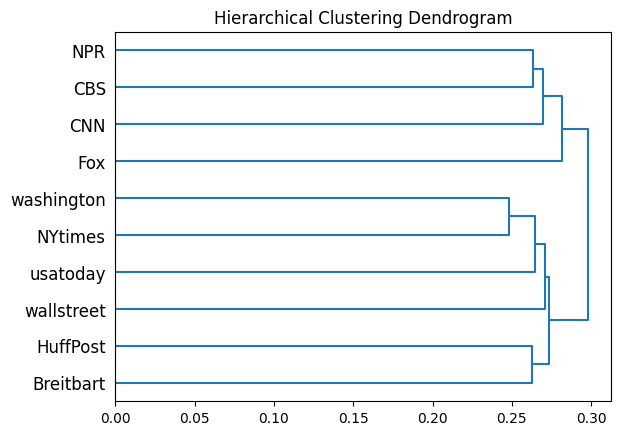 Hierarchical Clustering Dendrogram
NPR
CBS
CNN
Fox
washington
NYtimes
usatoday
wallstreet
HuffPost
Breitbart
0.00 0.05 0.10 0.15 0.20 0.25 0.30